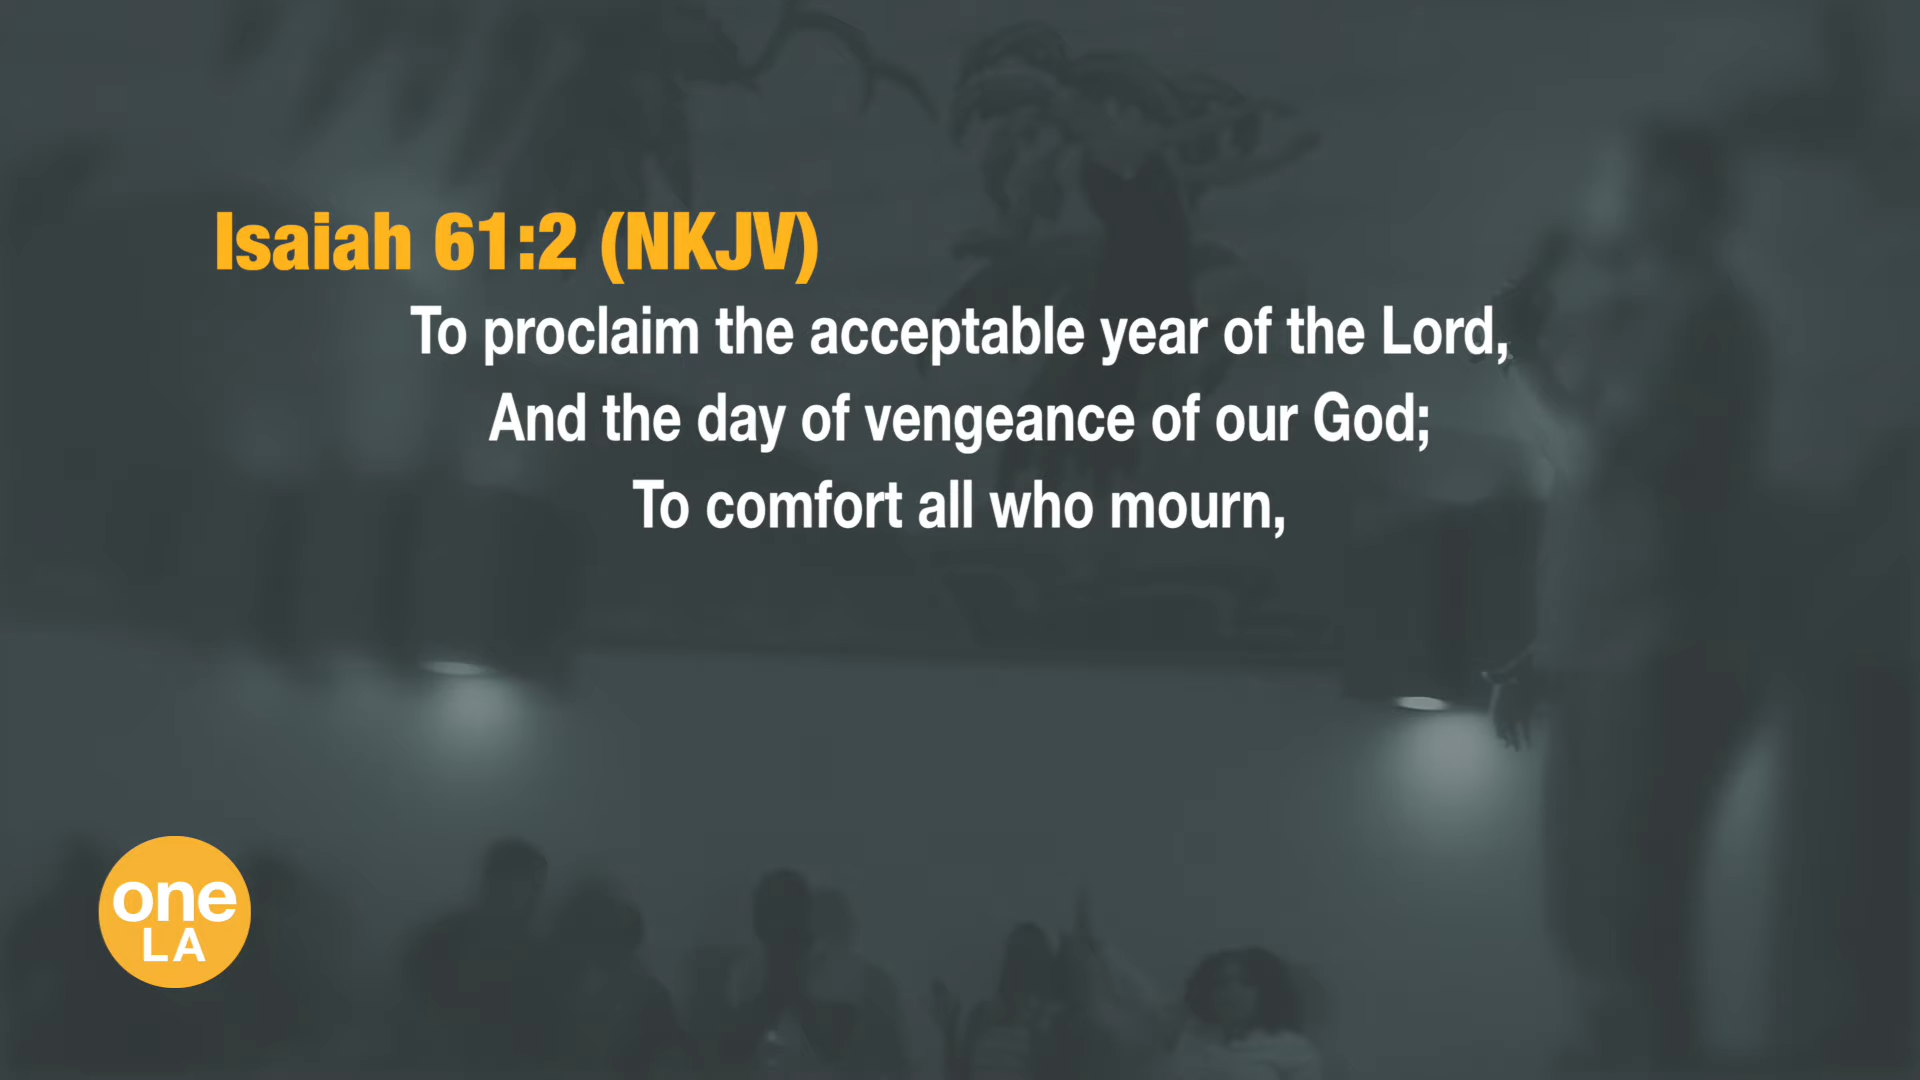 Isaiah 61:2 (NKJV)
To proclaim the acceptable year of the Lord,
And the day of vengeance of our God;
To comfort all who mourn,
one
LA